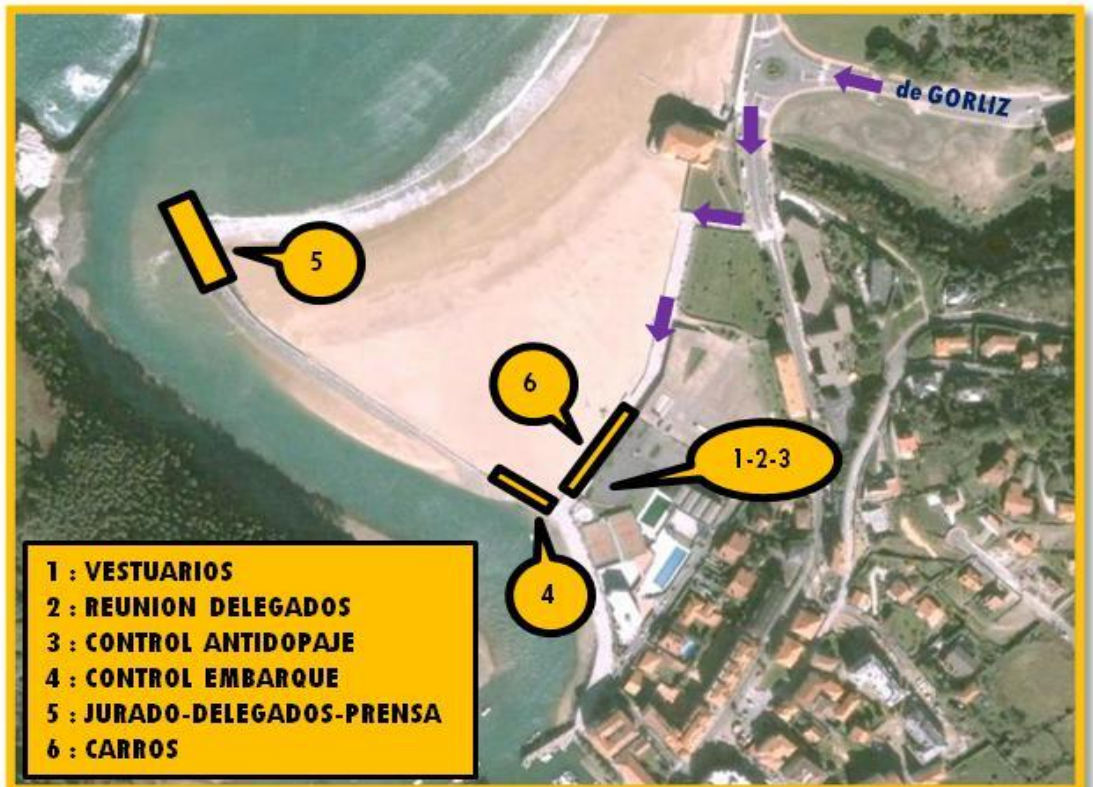 de GORLIZ
5
6
1-2-3
4
1 : VESTUARIOS
2 : REUNION DELEGADOS
3 : CONTROL ANTIDOPAJE
4 : CONTROL EMBARQUE
5 : JURADO-DELEGADOS-PRENSA
6 : CARROS